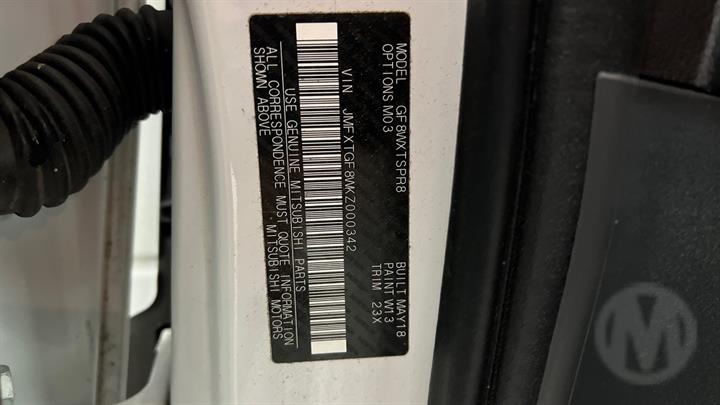 MODEL GF8WXTSPR8
OPTIONS M03
BUILT MAY18
PAINT W13
TRIM 23X
VIN JMFXTGF8WKZ000342
USE GENUINE MITSUBISHI PARTS
ALL CORRESPONDENCE MUST QUOTE INFORMATION
SHOWN ABOVE
MITSUBISHI MOTORS
M